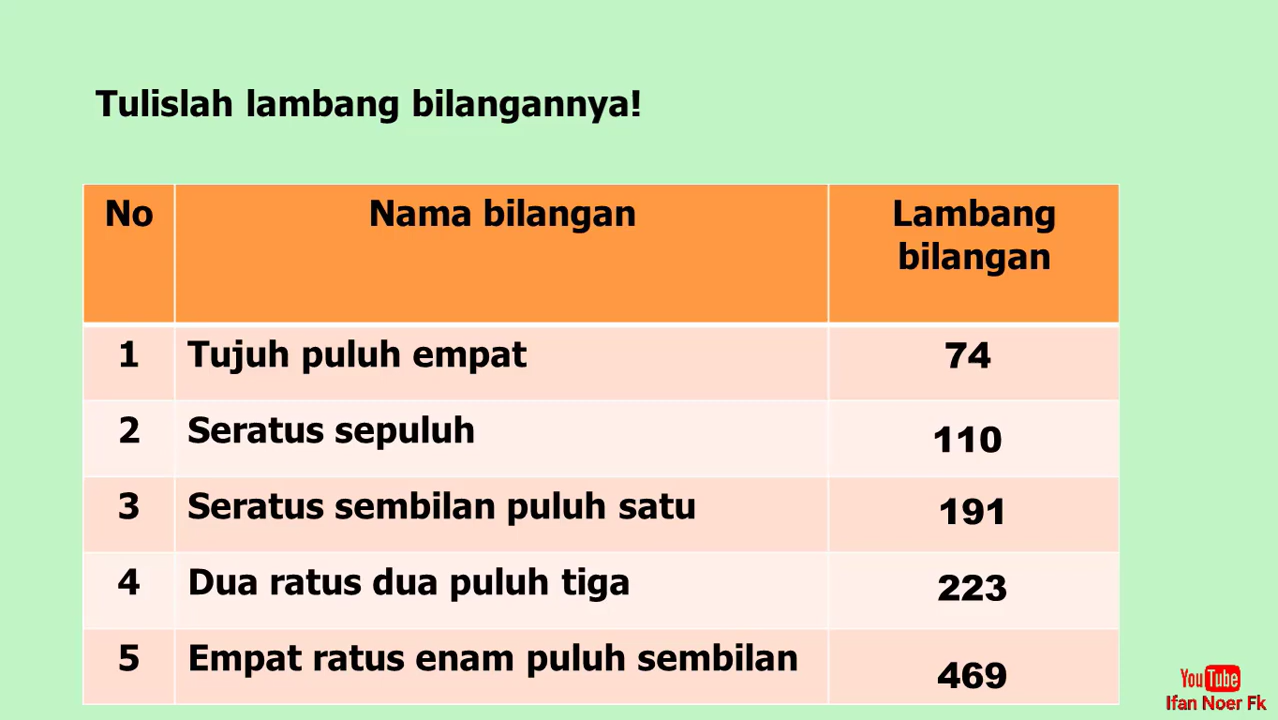 Tulislah lambang bilangannya!
No Nama bilangan Lambang
bilangan
1 Tujuh puluh empat 74
2 Seratus sepuluh 110
3 Seratus sembilan puluh satu 191
4 Dua ratus dua puluh tiga 223
5 Empat ratus enam puluh sembilan 469
YouTube
Ifan Noer Fk